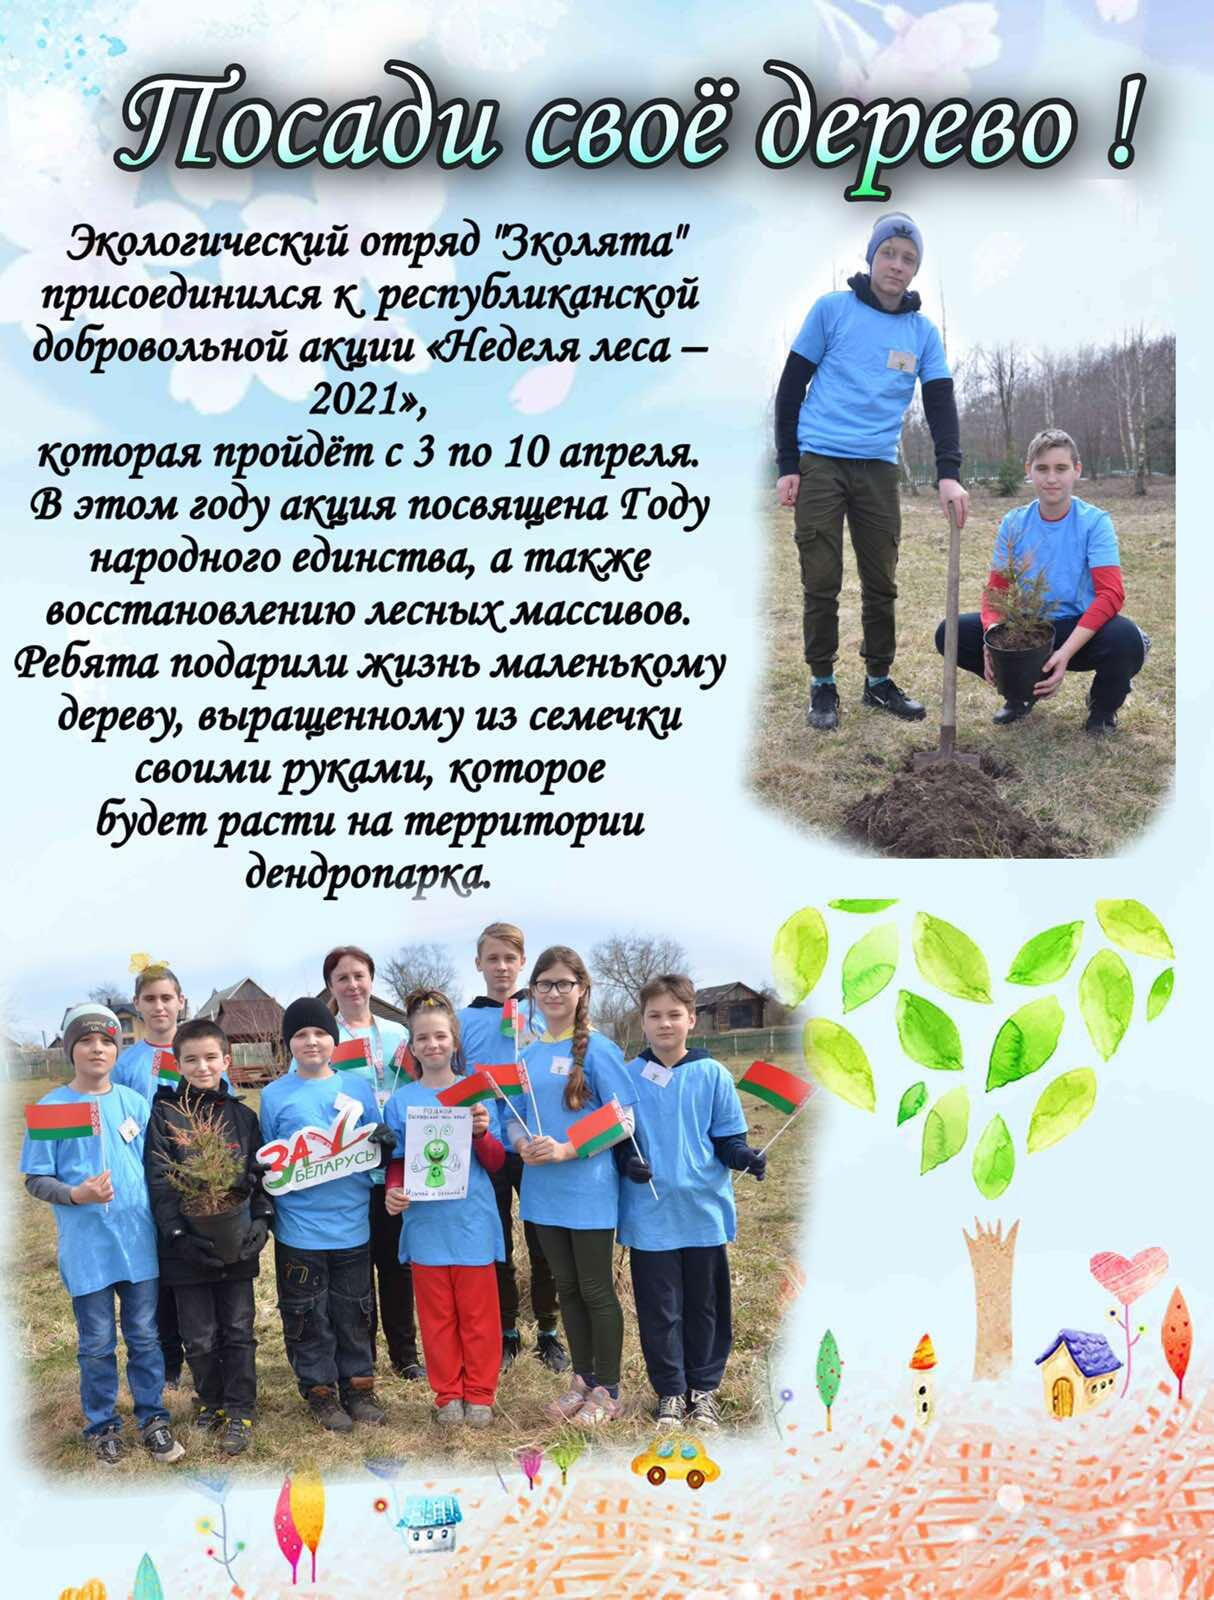 Посади своё дерево !
Экологический отряд "Зколята"
присоединился к республиканской
добровольной акции «Неделя леса –
2021»,
которая пройдёт с 3 по 10 апреля.
В этом году акция посвящена Году
народного единства, а также
восстановлению лесных массивов.
Ребята подарили жизнь маленькому
дереву, выращенному из семечки
своими руками, которое
будет расти на территории
дендропарка.
ЗА
БЕЛАРУСЬ!
РОДНОЙ